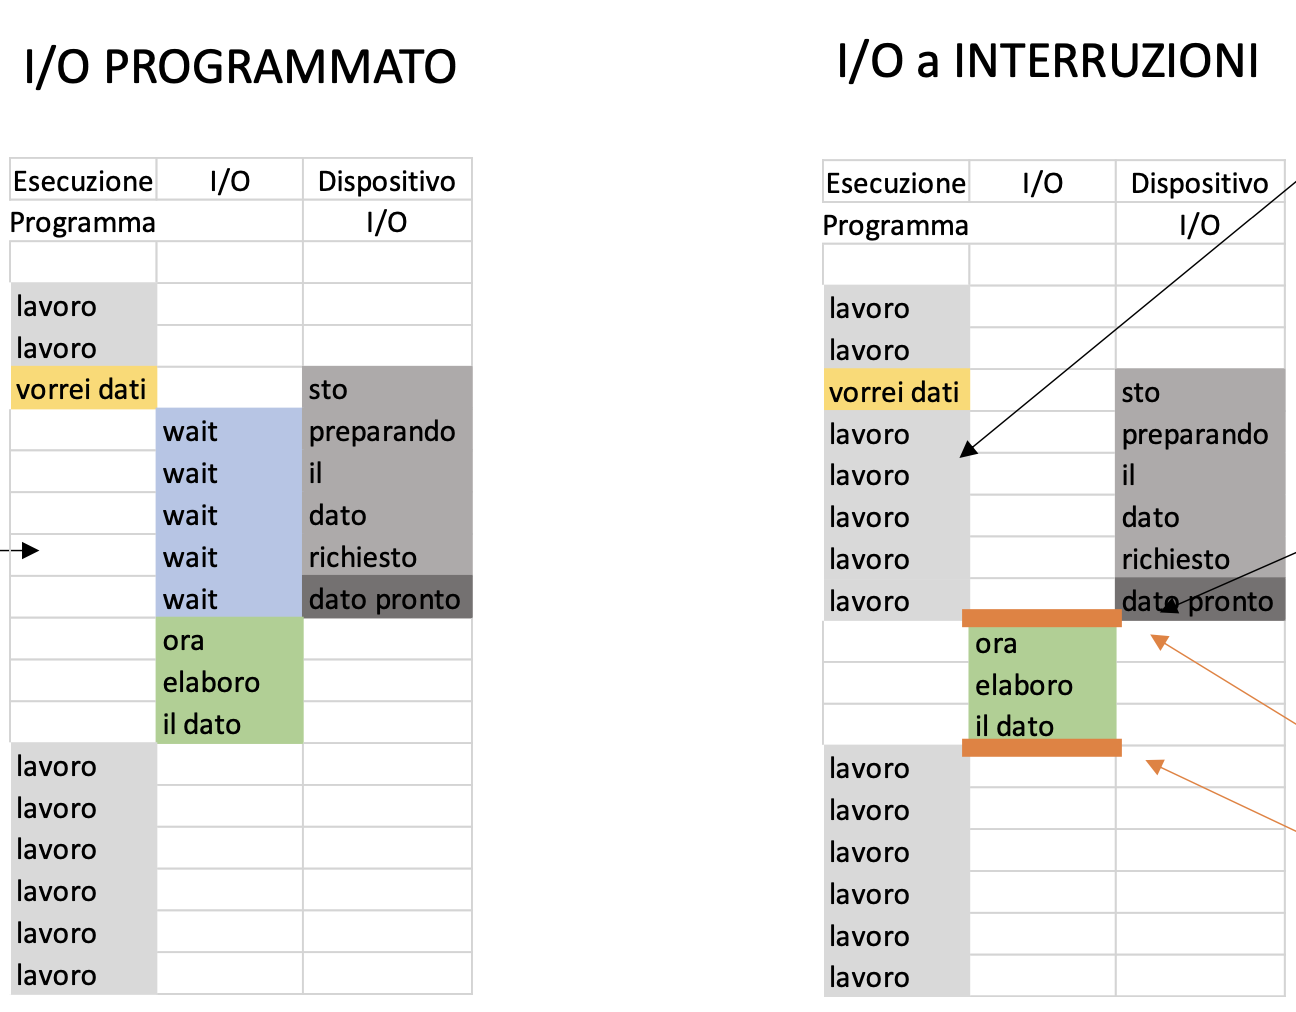 I/O PROGRAMMATO
Esecuzione I/O Dispositivo
Programma I/O
lavoro
lavoro
vorrei dati sto
wait preparando
wait il
wait dato
wait richiesto
wait dato pronto
ora
elaboro
il dato
lavoro
lavoro
lavoro
lavoro
lavoro
lavoro
I/O a INTERRUZIONI
Esecuzione I/O Dispositivo
Programma I/O
lavoro
lavoro
vorrei dati sto
lavoro preparando
lavoro il
lavoro dato
lavoro richiesto
lavoro dato pronto
ora
elaboro
il dato
lavoro
lavoro
lavoro
lavoro
lavoro
lavoro